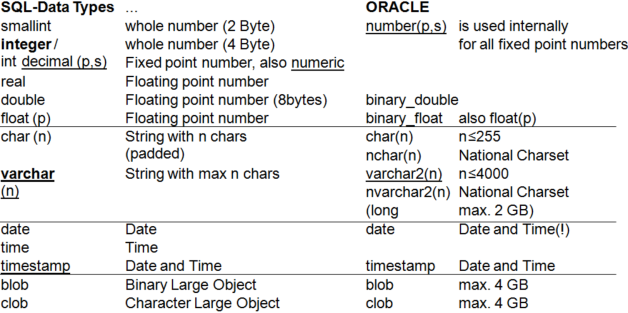 SQL-Data Types … ORACLE
smallint whole number (2 Byte) number(p,s) is used internally
integer / whole number (4 Byte) for all fixed point numbers
int decimal (p,s) Fixed point number, also numeric
real Floating point number
double Floating point number (8bytes) binary_double
float (p) Floating point number binary_float also float(p)
char (n) String with n chars char(n) n≤255
(padded) nchar(n) National Charset
varchar String with max n chars varchar2(n) n≤4000
(n) nvarchar2(n) National Charset
(long max. 2 GB)
date Date date Date and Time(!)
time Time
timestamp Date and Time timestamp Date and Time
blob Binary Large Object blob max. 4 GB
clob Character Large Object clob max. 4 GB